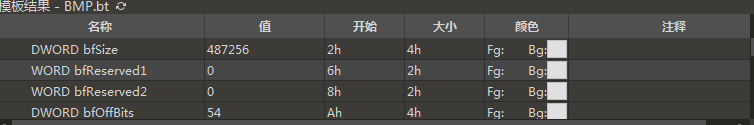 模板结果 - BMP.bt
名称 值 开始 大小 颜色 注释
DWORD bfSize 487256 2h 4h Fg: Bg:
WORD bfReserved1 0 6h 2h Fg: Bg:
WORD bfReserved2 0 8h 2h Fg: Bg:
DWORD bfOffBits 54 Ah 4h Fg: Bg: